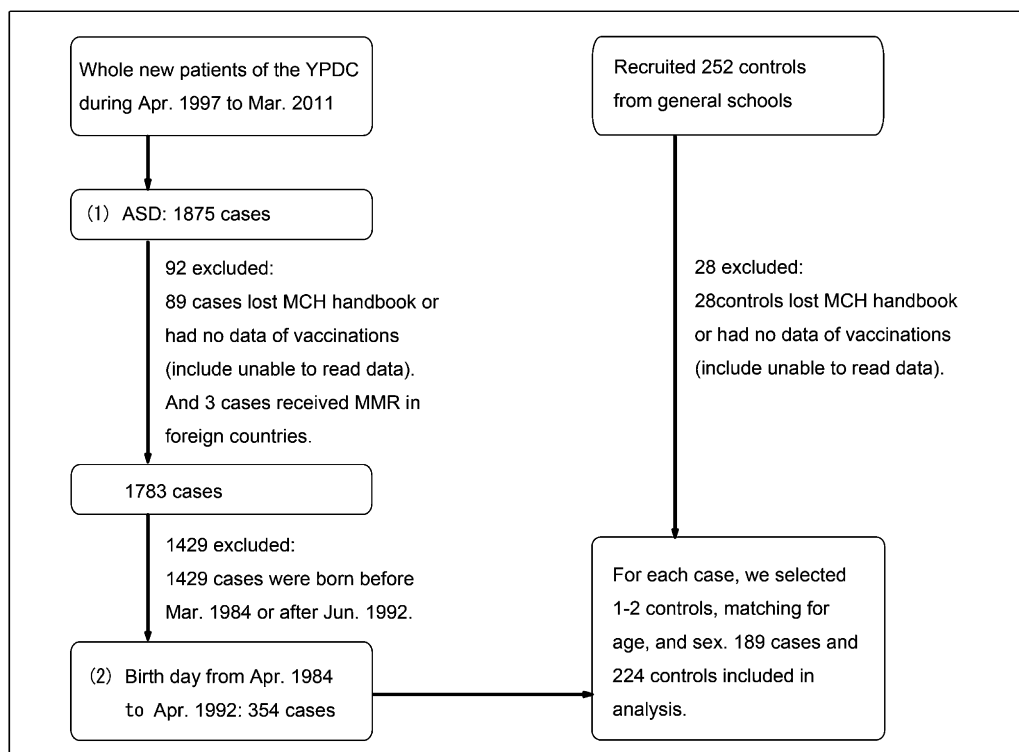 Whole new patients of the YPDC
during Apr. 1997 to Mar. 2011
(1) ASD: 1875 cases
92 excluded:
89 cases lost MCH handbook or
had no data of vaccinations
(include unable to read data).
And 3 cases received MMR in
foreign countries.
1783 cases
1429 excluded:
1429 cases were born before
Mar. 1984 or after Jun. 1992.
(2) Birth day from Apr. 1984
to Apr. 1992: 354 cases
Recruited 252 controls
from general schools
28 excluded:
28controls lost MCH handbook
or had no data of vaccinations
(include unable to read data).
For each case, we selected
1-2 controls, matching for
age, and sex. 189 cases and
224 controls included in
analysis.